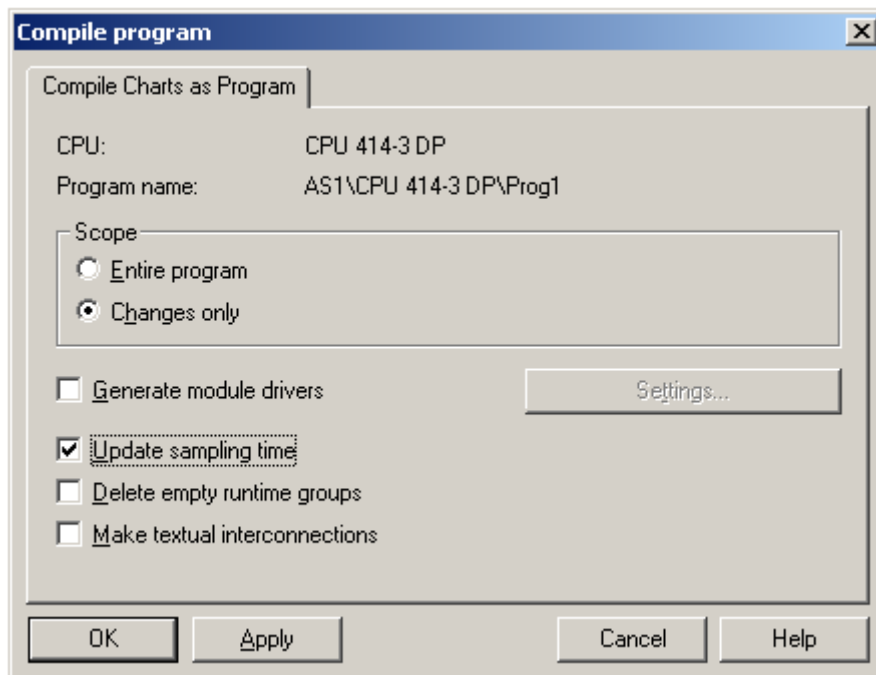 Compile program
Compile Charts as Program
CPU: CPU 414-3 DP
Program name: AS1\CPU 414-3 DP\Prog1
Scope
Entire program
Changes only
Generate module drivers Settings...
Update sampling time
Delete empty runtime groups
Make textual interconnections
OK Apply Cancel Help